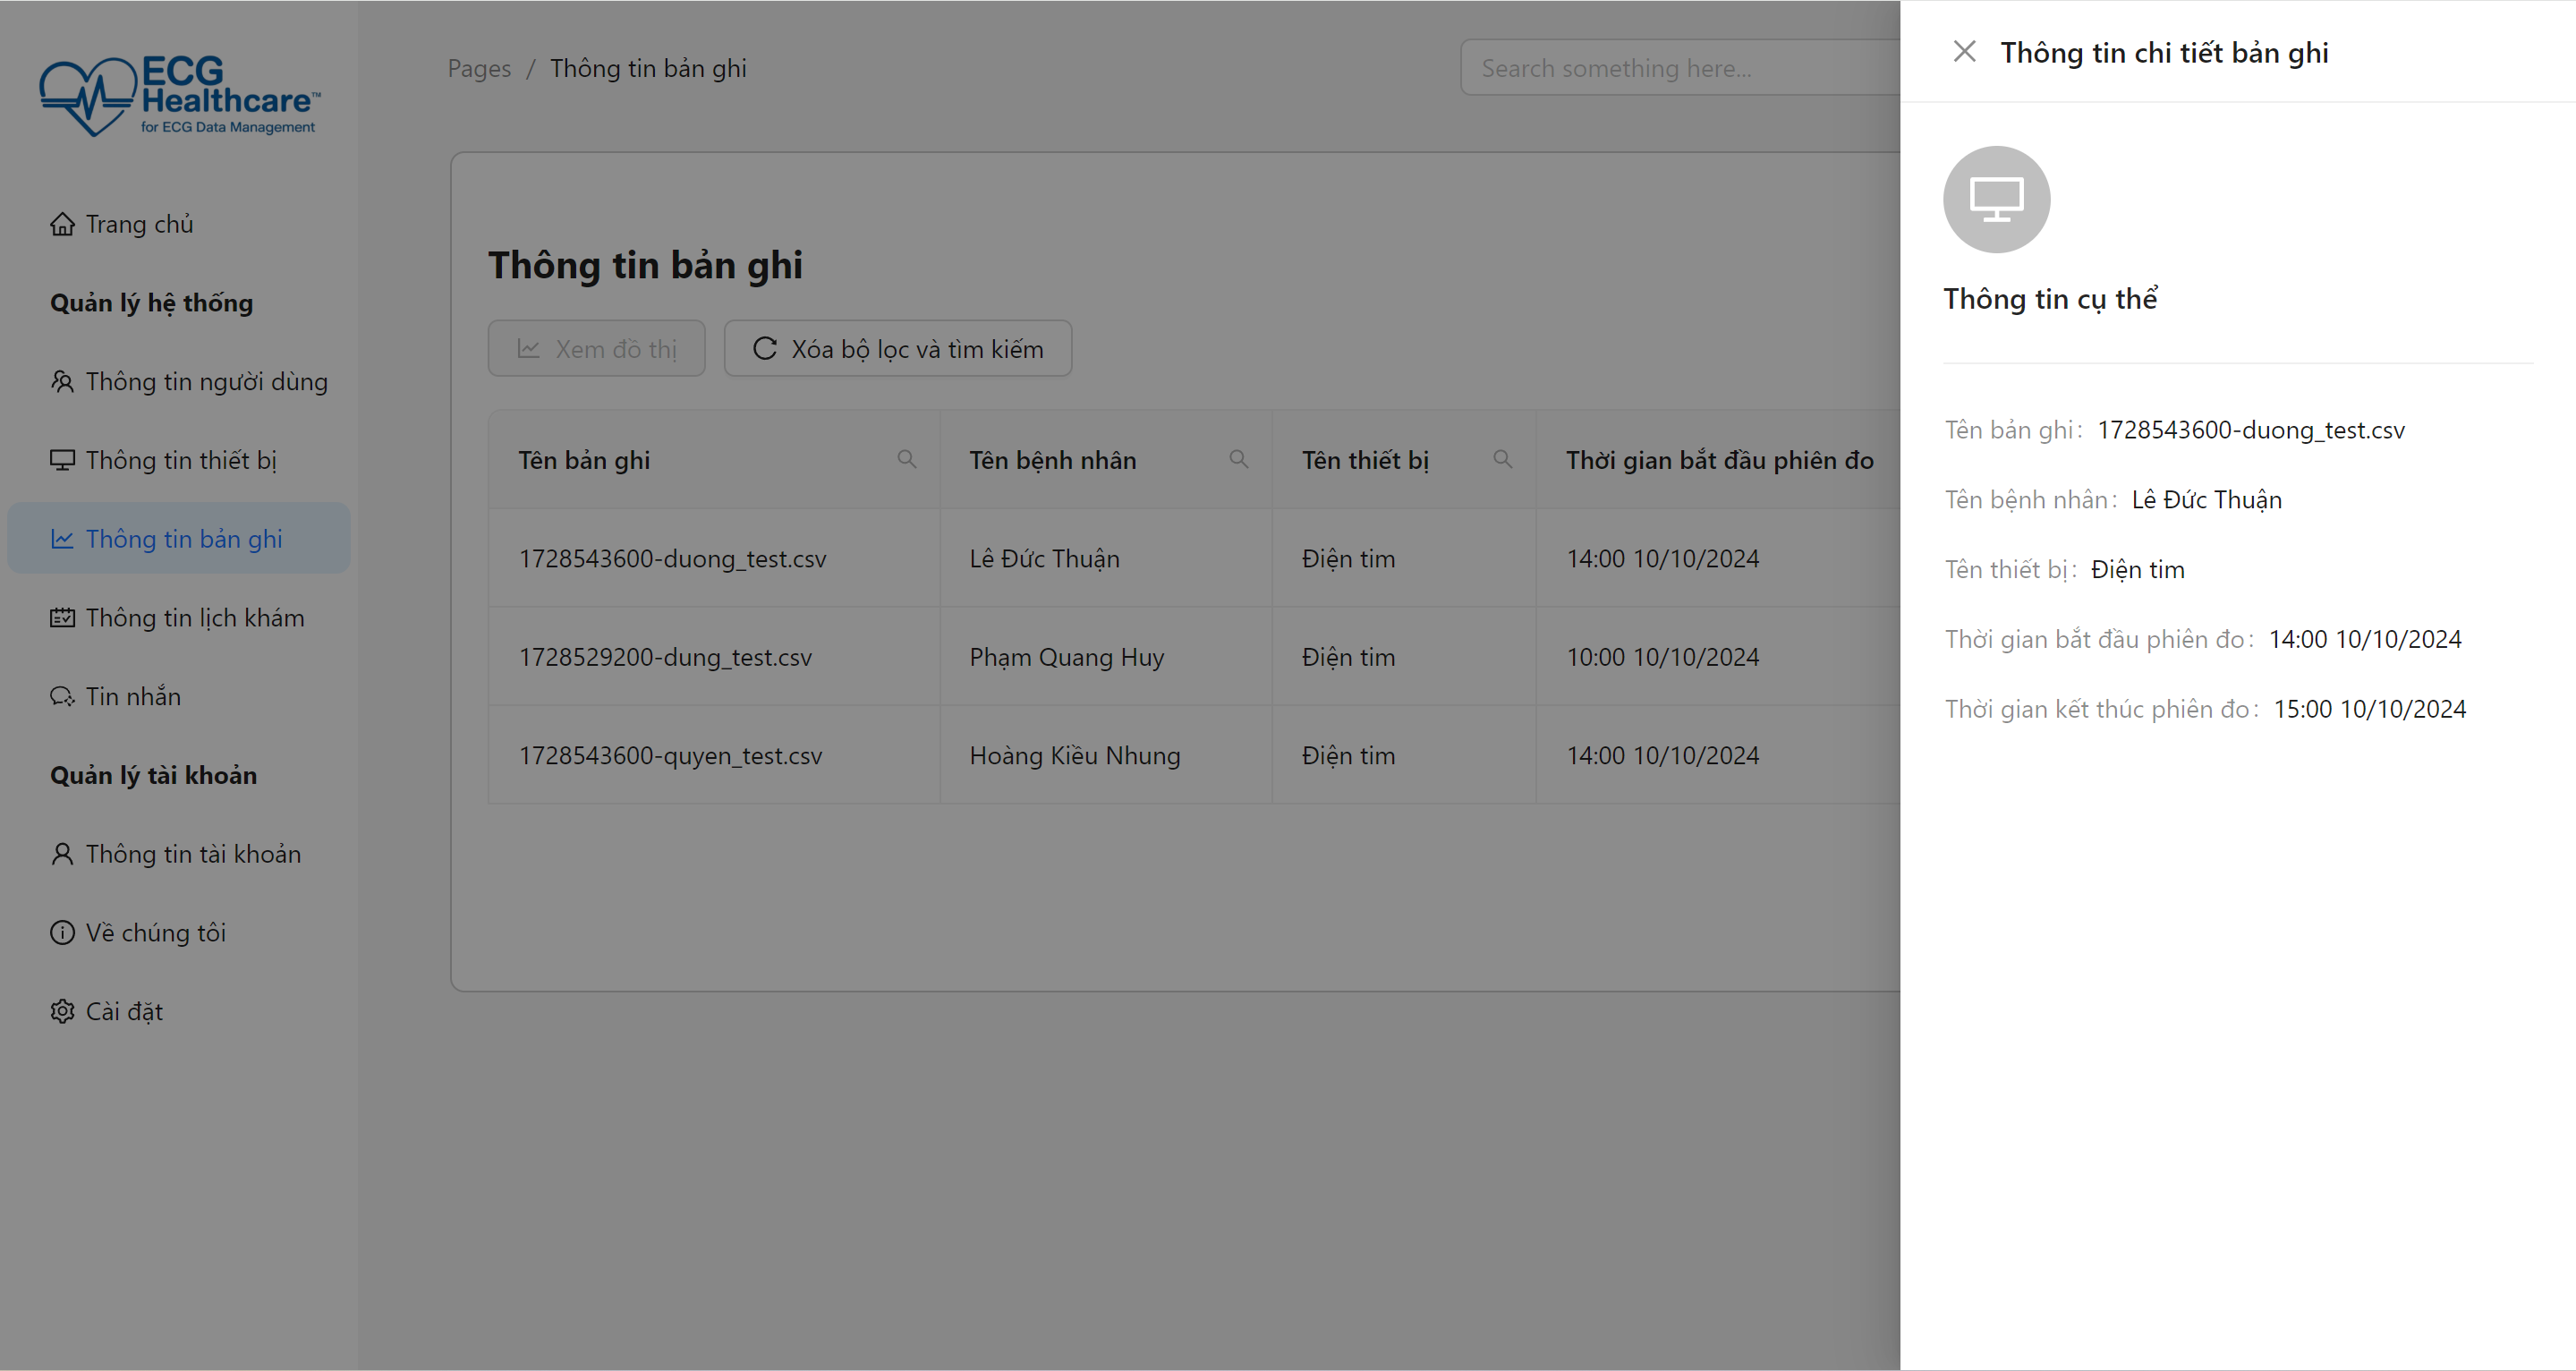 ECG
Healthcare™
for ECG Data Management
Trang chủ
Quản lý hệ thống
Thông tin người dùng
Thông tin thiết bị
Thông tin bản ghi
Thông tin lịch khám
Tin nhắn
Quản lý tài khoản
Thông tin tài khoản
Về chúng tôi
Cài đặt
Pages / Thông tin bản ghi
Search something here...
Thông tin bản ghi
Xem đồ thị
Xóa bộ lọc và tìm kiếm
Tên bản ghi Tên bệnh nhân Tên thiết bị Thời gian bắt đầu phiên đo
1728543600-duong_test.csv Lê Đức Thuận Điện tim 14:00 10/10/2024
1728529200-dung_test.csv Phạm Quang Huy Điện tim 10:00 10/10/2024
1728543600-quyen_test.csv Hoàng Kiều Nhung Điện tim 14:00 10/10/2024
Thông tin chi tiết bản ghi
Thông tin cụ thể
Tên bản ghi: 1728543600-duong_test.csv
Tên bệnh nhân: Lê Đức Thuận
Tên thiết bị: Điện tim
Thời gian bắt đầu phiên đo: 14:00 10/10/2024
Thời gian kết thúc phiên đo: 15:00 10/10/2024